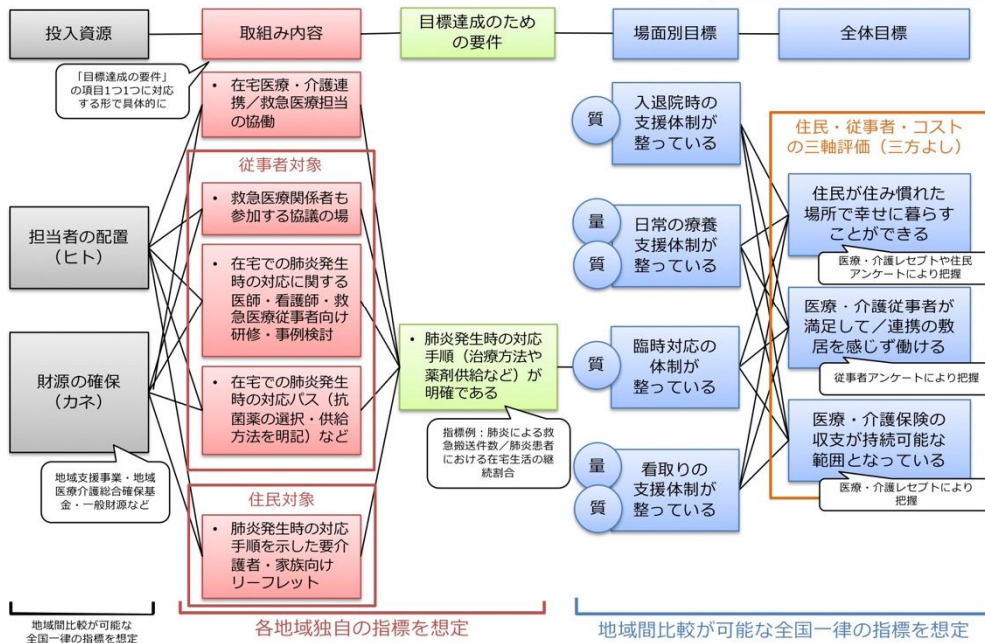 投入資源
取組み内容
目標達成のため
の要件
場面別目標
全体目標
「目標達成の要件」
の項目1つ1つに対応
する形で具体的に
• 在宅医療・介護連
携／救急医療担当
の協働
従事者対象
• 救急医療関係者も
参加する協議の場
• 在宅での肺炎発生
時の対応に関する
医師・看護師・救
急医療従事者向け
研修・事例検討
• 在宅での肺炎発生
時の対応パス（抗
菌薬の選択・供給
方法を明記）など
住民対象
• 肺炎発生時の対応
手順を示した要介
護者・家族向け
リーフレット
担当者の配置
（ヒト）
財源の確保
（カネ）
地域支援事業・地域
医療介護総合確保基
金・一般財源など
• 肺炎発生時の対応
手順（治療方法や
薬剤供給など）が
明確である
指標例：肺炎による救
急搬送件数／肺炎患者
における在宅生活の継
続割合
質
入退院時の
支援体制が
整っている
量
質
日常の療養
支援体制が
整っている
質
臨時対応の
体制が
整っている
量
質
看取りの
支援体制が
整っている
住民・従事者・コスト
の三軸評価（三方よし）
住民が住み慣れた
場所で幸せに暮らす
ことができる
医療・介護レセプトや住民
アンケートにより把握
医療・介護従事者が
満足して／連携の敷
居を感じず働ける
従事者アンケートにより把握
医療・介護保険の
収支が持続可能な
範囲となっている
医療・介護レセプトにより
把握
地域間比較が可能な
全国一律の指標を想定
各地域独自の指標を想定
地域間比較が可能な全国一律の指標を想定